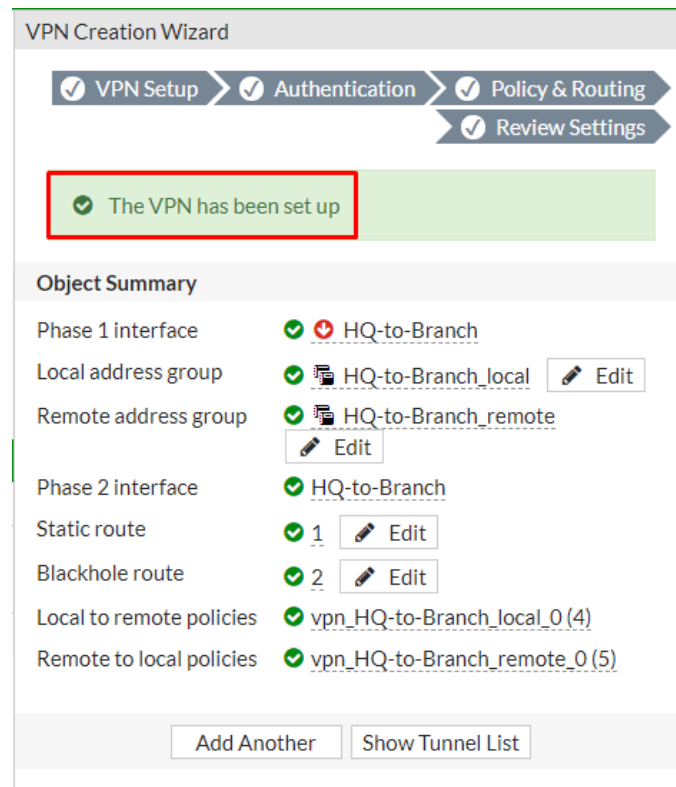 VPN Creation Wizard
VPN Setup Authentication Policy & Routing
Review Settings
The VPN has been set up
Object Summary
Phase 1 interface HQ-to-Branch
Local address group HQ-to-Branch_local Edit
Remote address group HQ-to-Branch_remote
Edit
Phase 2 interface HQ-to-Branch
Static route 1 Edit
Blackhole route 2 Edit
Local to remote policies vpn_HQ-to-Branch_local_0 (4)
Remote to local policies vpn_HQ-to-Branch_remote_0 (5)
Add Another Show Tunnel List